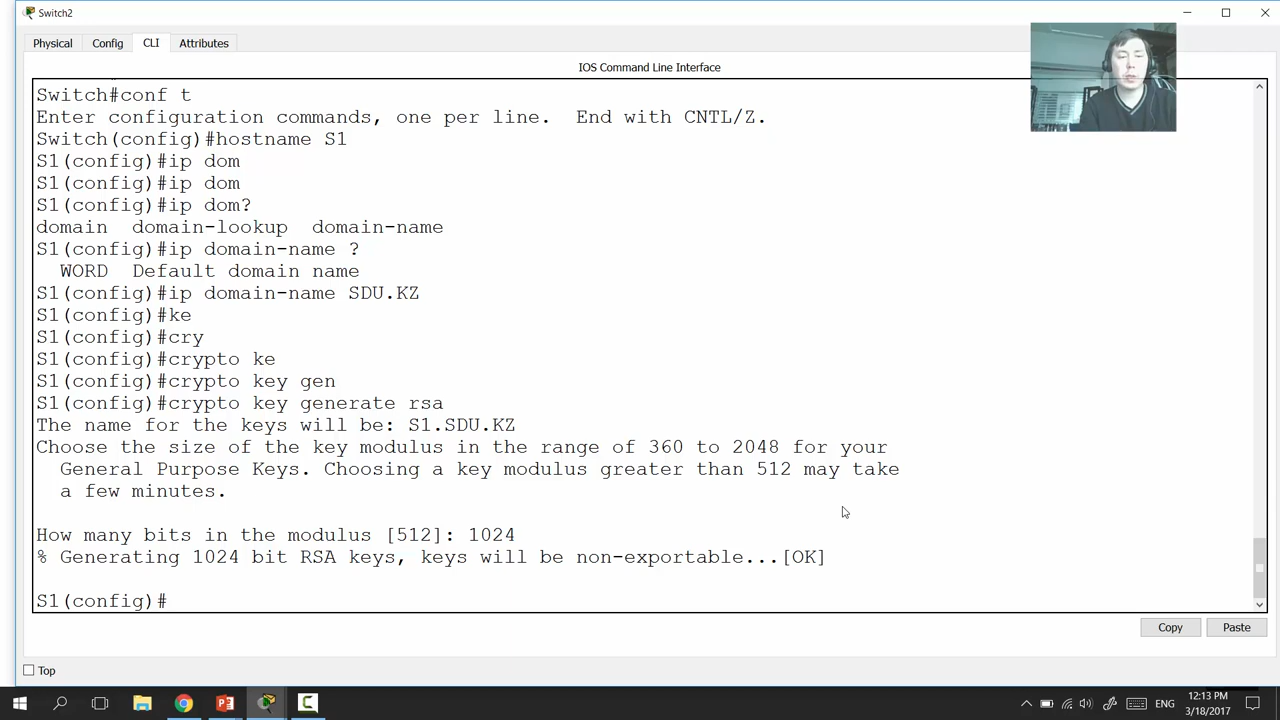 Switch2
Physical Config CLI Attributes
IOS Command Line Interface
Switch#conf t
Enter configuration commands, one per line.  End with CNTL/Z.
Switch(config)#hostname S1
S1(config)#ip dom
S1(config)#ip dom
S1(config)#ip dom?
domain  domain-lookup  domain-name
S1(config)#ip domain-name ?
  WORD  Default domain name
S1(config)#ip domain-name SDU.KZ
S1(config)#ke
S1(config)#cry
S1(config)#crypto ke
S1(config)#crypto key gen
S1(config)#crypto key generate rsa
The name for the keys will be: S1.SDU.KZ
Choose the size of the key modulus in the range of 360 to 2048 for your
  General Purpose Keys. Choosing a key modulus greater than 512 may take
  a few minutes.
How many bits in the modulus [512]: 1024
% Generating 1024 bit RSA keys, keys will be non-exportable...[OK]
S1(config)#
Copy Paste
Top
ENG
12:13 PM
3/18/2017